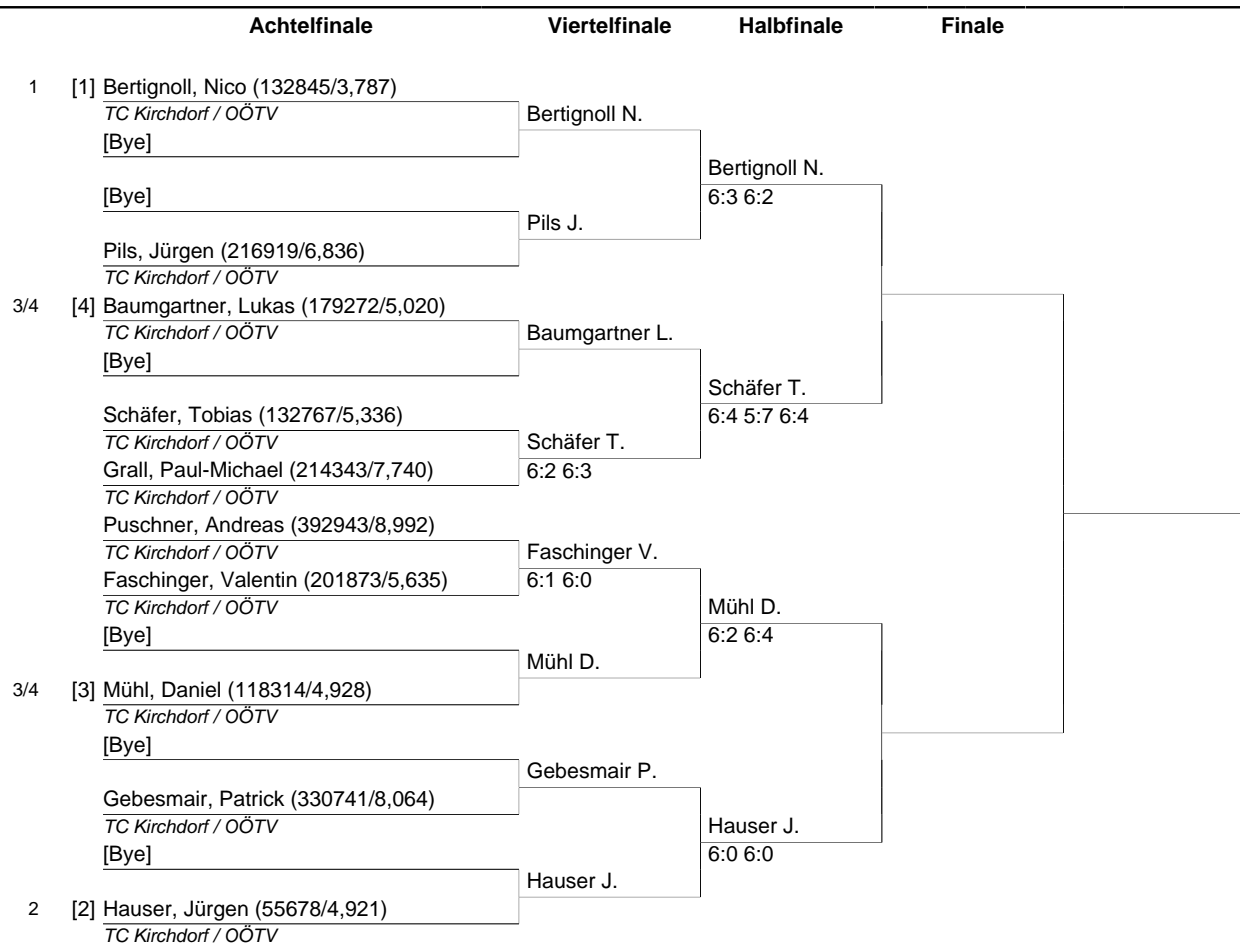 Achtelfinale Viertelfinale Halbfinale Finale
1 [1] Bertignoll, Nico (132845/3,787)
TC Kirchdorf / OÖTV
Bertignoll N.
[Bye]
Bertignoll N.
[Bye]
6:3 6:2
Pils J.
Pils, Jürgen (216919/6,836)
TC Kirchdorf / OÖTV
3/4 [4] Baumgartner, Lukas (179272/5,020)
TC Kirchdorf / OÖTV
Baumgartner L.
[Bye]
Schäfer T.
Schäfer, Tobias (132767/5,336)
6:4 5:7 6:4
TC Kirchdorf / OÖTV
Schäfer T.
Grall, Paul-Michael (214343/7,740)
6:2 6:3
TC Kirchdorf / OÖTV
Puschner, Andreas (392943/8,992)
TC Kirchdorf / OÖTV
Faschinger V.
Faschinger, Valentin (201873/5,635)
6:1 6:0
TC Kirchdorf / OÖTV
Mühl D.
[Bye]
6:2 6:4
Mühl D.
3/4 [3] Mühl, Daniel (118314/4,928)
TC Kirchdorf / OÖTV
[Bye]
Gebesmair P.
Gebesmair, Patrick (330741/8,064)
TC Kirchdorf / OÖTV
Hauser J.
[Bye]
6:0 6:0
Hauser J.
2 [2] Hauser, Jürgen (55678/4,921)
TC Kirchdorf / OÖTV